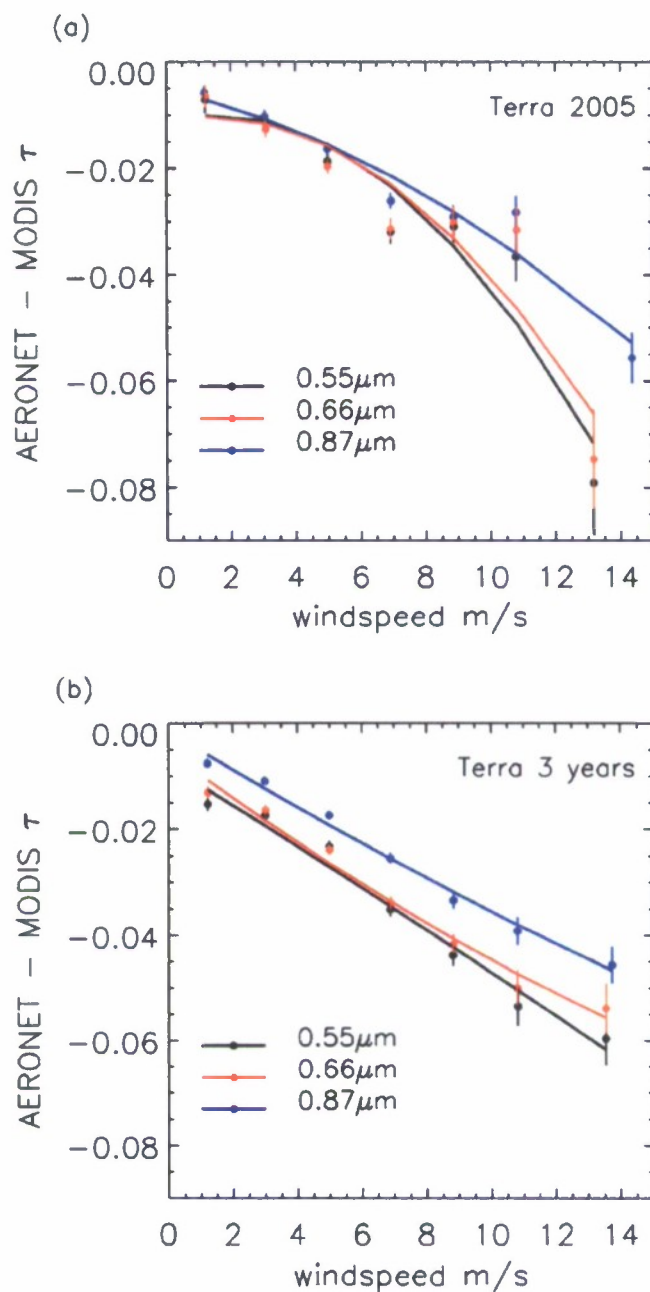 (a)
0.00
Terra 2005
-0.02
-0.04
-0.06
-0.08
AERONET - MODIS τ
0.55μm
0.66μm
0.87μm
0 2 4 6 8 10 12 14
windspeed m/s
(b)
0.00
Terra 3 years
-0.02
-0.04
-0.06
-0.08
AERONET - MODIS τ
0.55μm
0.66μm
0.87μm
0 2 4 6 8 10 12 14
windspeed m/s